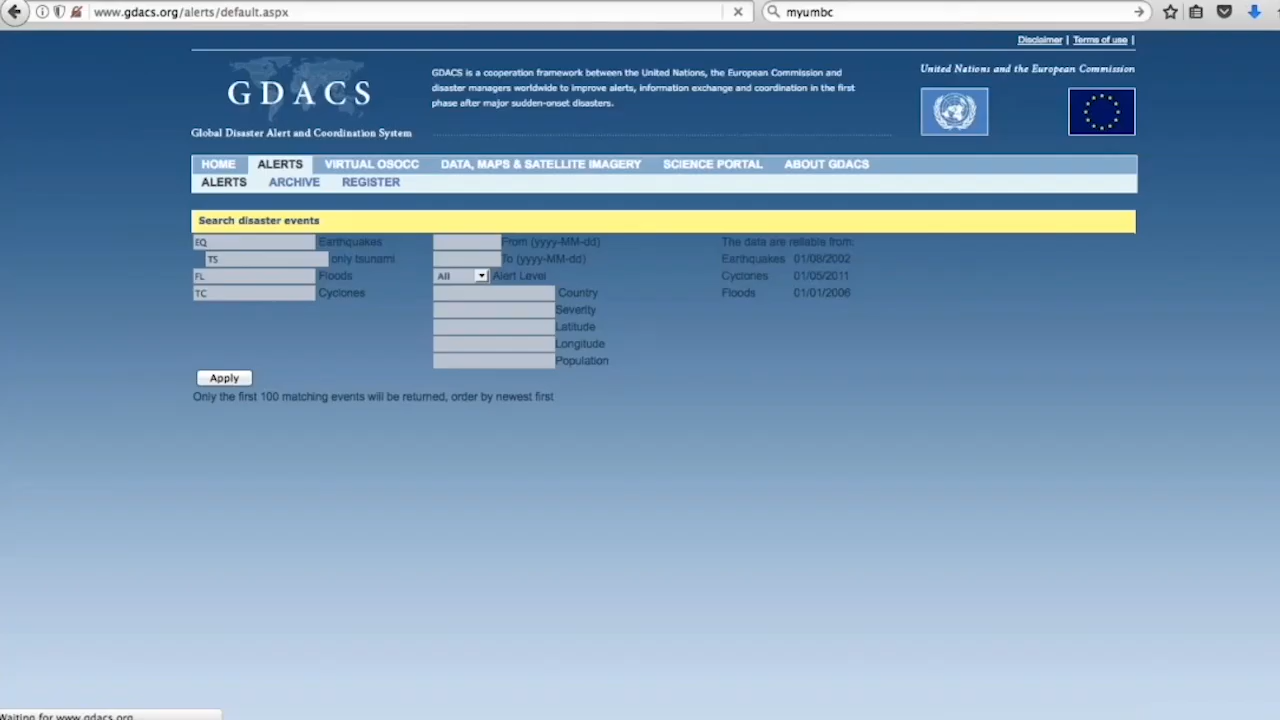 www.gdacs.org/alerts/default.aspx
myumbc
Disclaimer | Terms of use |
GDACS
Global Disaster Alert and Coordination System
GDACS is a cooperation framework between the United Nations, the European Commission and
disaster managers worldwide to improve alerts, information exchange and coordination in the first
phase after major sudden-onset disasters.
United Nations and the European Commission
HOME ALERTS VIRTUAL OSOCC DATA, MAPS & SATELLITE IMAGERY SCIENCE PORTAL ABOUT GDACS
ALERTS ARCHIVE REGISTER
Search disaster events
EQ Earthquakes From (yyyy-MM-dd) The data are reliable from:
TS only tsunami To (yyyy-MM-dd) Earthquakes 01/08/2002
FL Floods All Alert Level Cyclones 01/05/2011
TC Cyclones Country Floods 01/01/2006
Severity
Latitude
Longitude
Population
Apply
Only the first 100 matching events will be returned, order by newest first
Waiting for www.gdacs.org